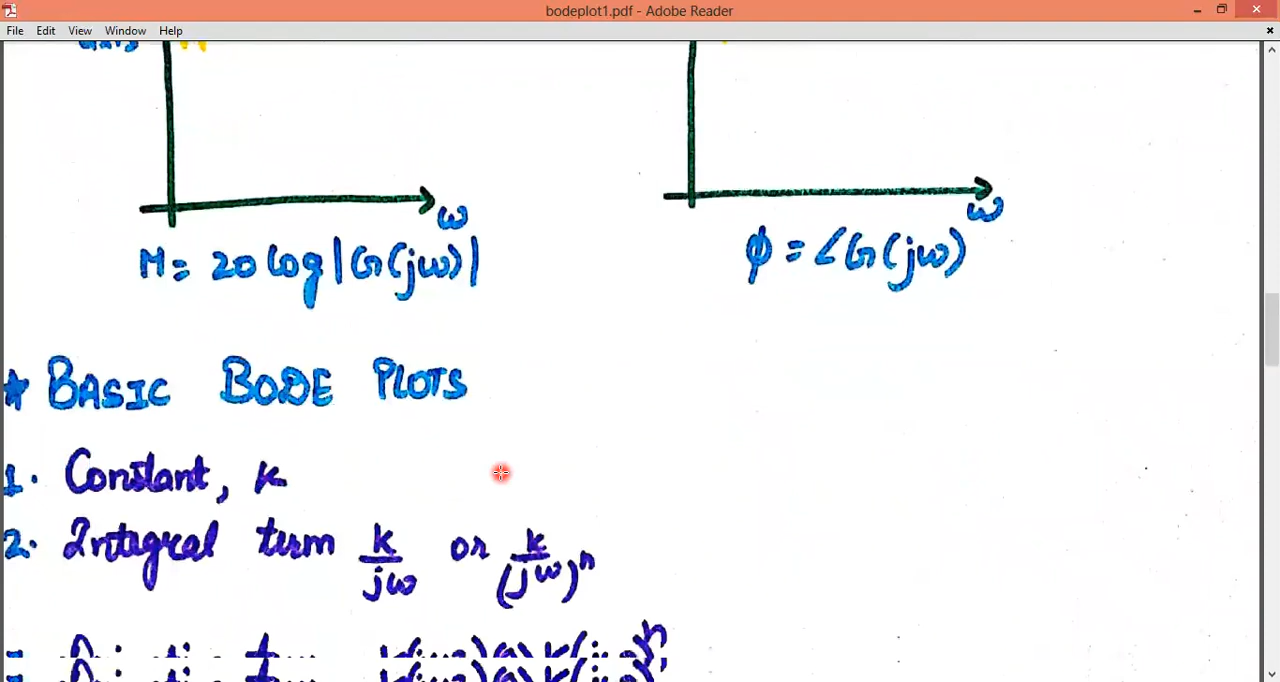 bodeplot1.pdf - Adobe Reader
File Edit View Window Help
ω
ω
M = 20 log|G(jω)|
ϕ = ∠G(jω)
* BASIC BODE PLOTS
1. Constant, K
2. Integral term K/jω or K/(jω)ⁿ